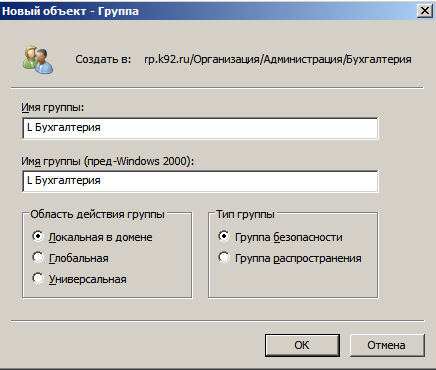 Новый объект - Группа
Создать в: rp.k92.ru/Организация/Администрация/Бухгалтерия
Имя группы:
L Бухгалтерия
Имя группы (пред-Windows 2000):
L Бухгалтерия
Область действия группы
Локальная в домене
Глобальная
Универсальная
Тип группы
Группа безопасности
Группа распространения
ОК
Отмена